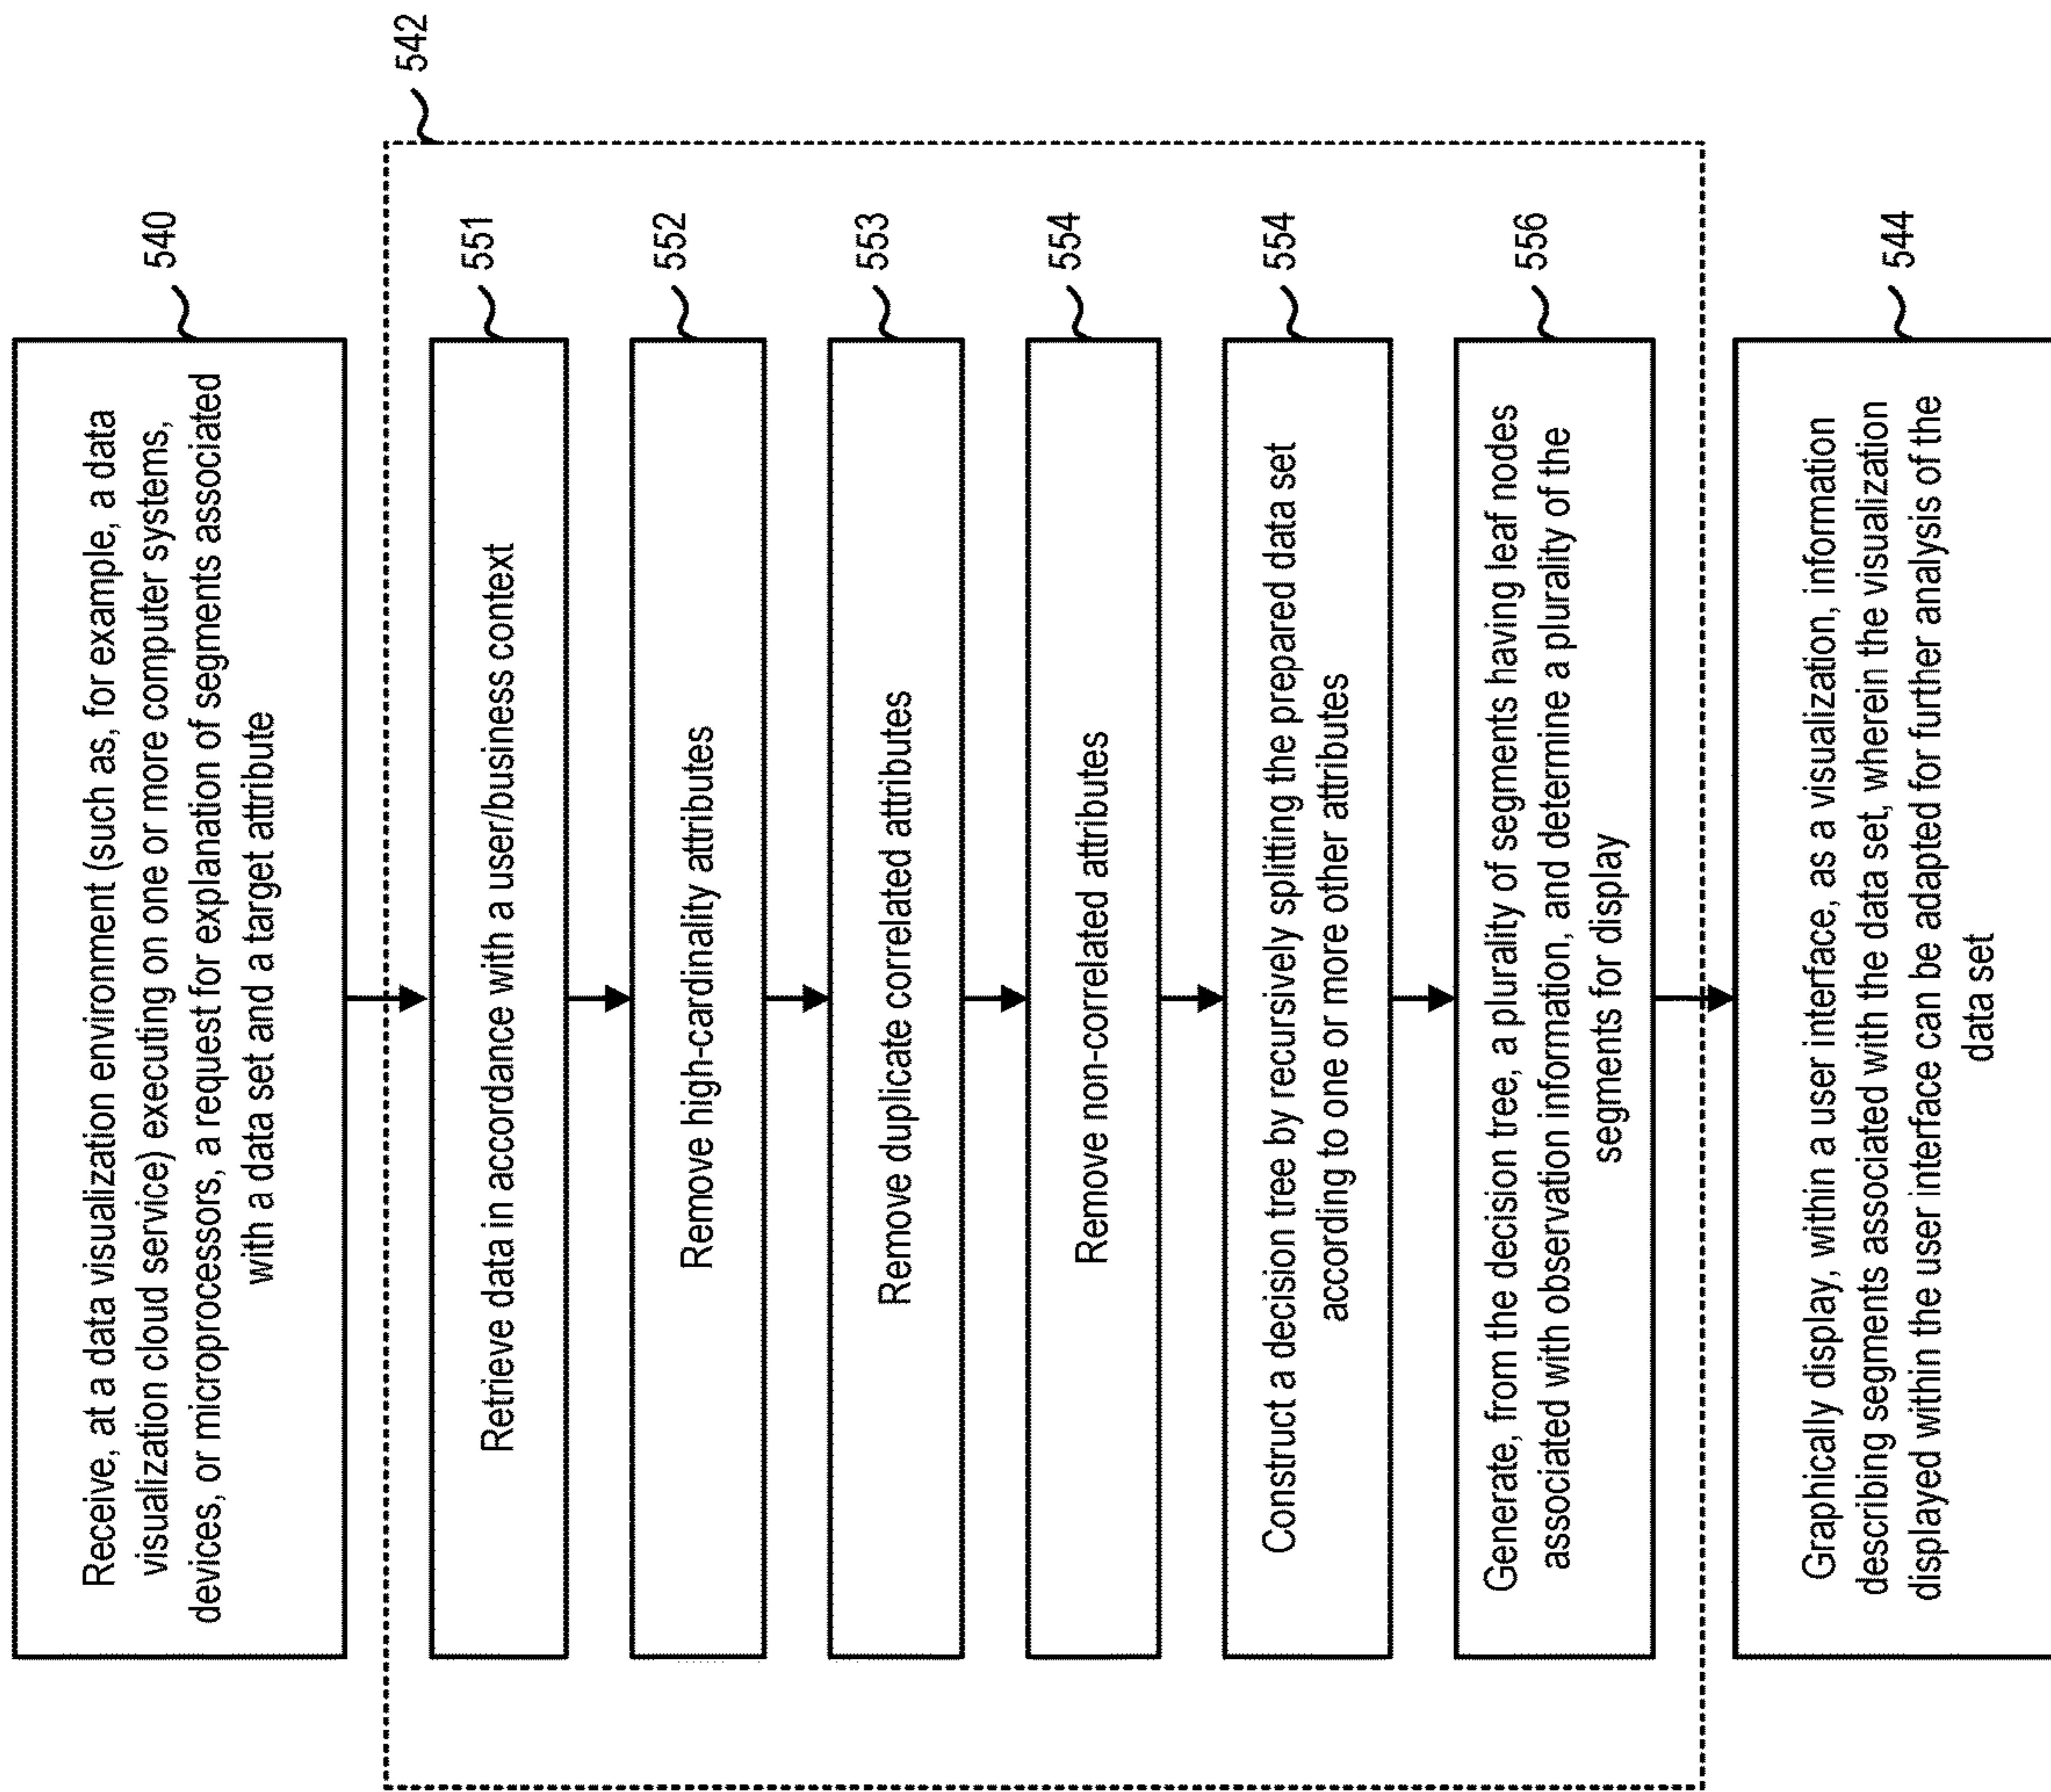 542
540
Receive, at a data visualization environment (such as, for example, a data
visualization cloud service) executing on one or more computer systems,
devices, or microprocessors, a request for explanation of segments associated
with a data set and a target attribute
551
Retrieve data in accordance with a user/business context
552
Remove high-cardinality attributes
553
Remove duplicate correlated attributes
554
Remove non-correlated attributes
554
Construct a decision tree by recursively splitting the prepared data set
according to one or more other attributes
556
Generate, from the decision tree, a plurality of segments having leaf nodes
associated with observation information, and determine a plurality of the
segments for display
544
Graphically display, within a user interface, as a visualization, information
describing segments associated with the data set, wherein the visualization
displayed within the user interface can be adapted for further analysis of the
data set